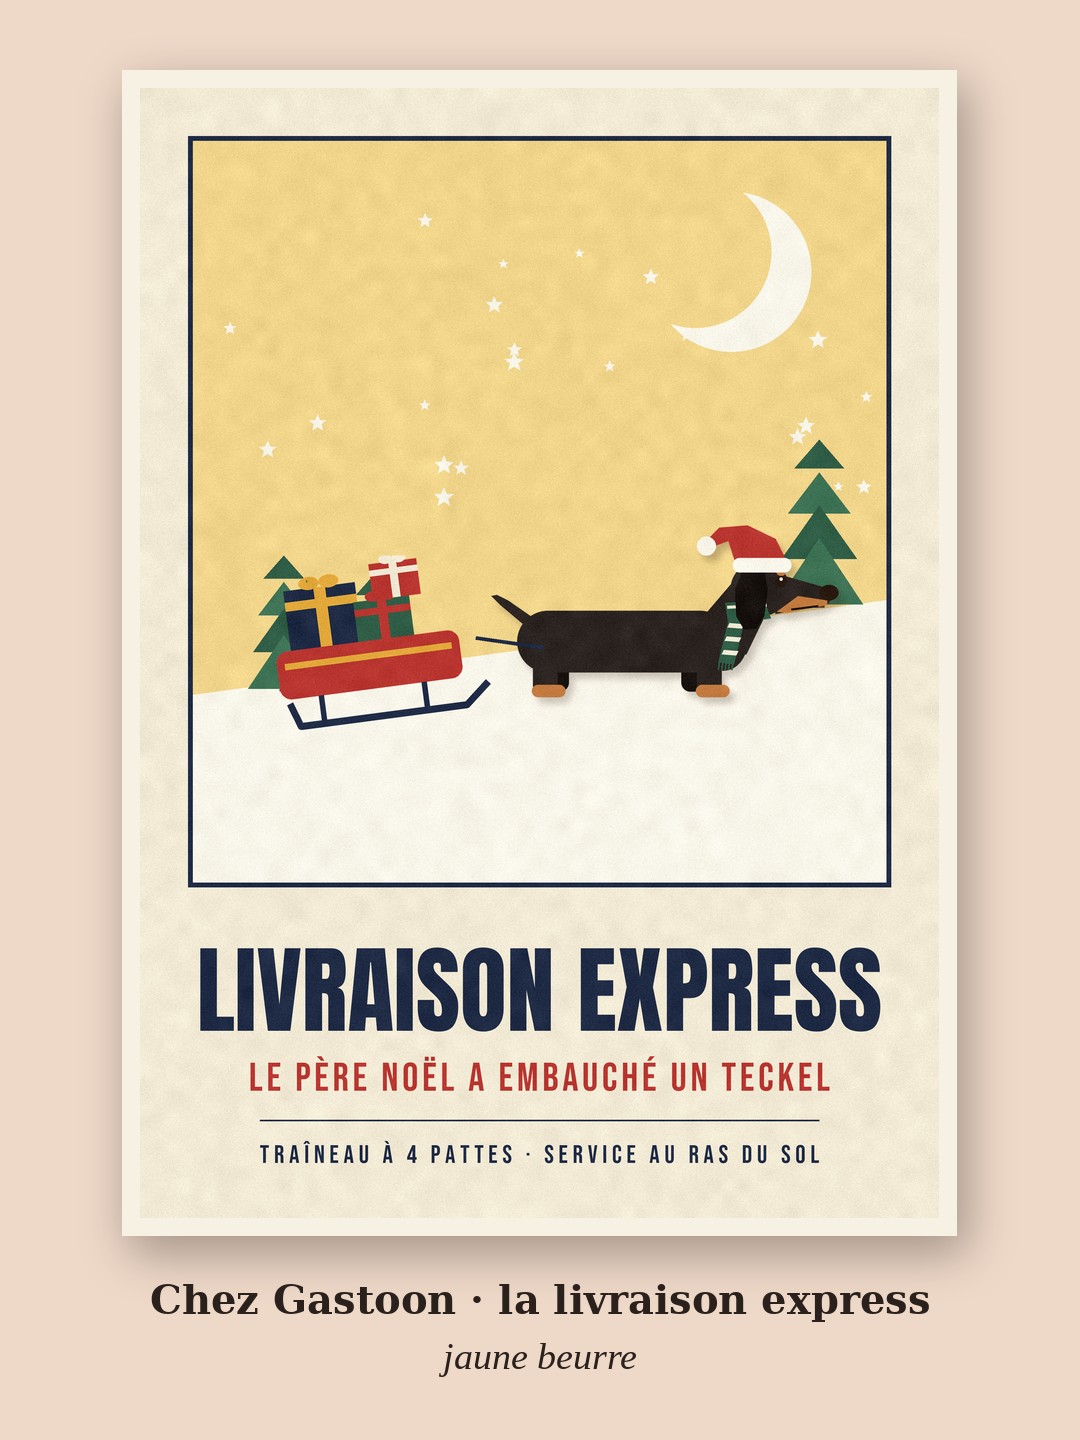 LIVRAISON EXPRESS
LE PÈRE NOËL A EMBAUCHÉ UN TECKEL
TRAÎNEAU À 4 PATTES · SERVICE AU RAS DU SOL
Chez Gastoon · la livraison express
jaune beurre